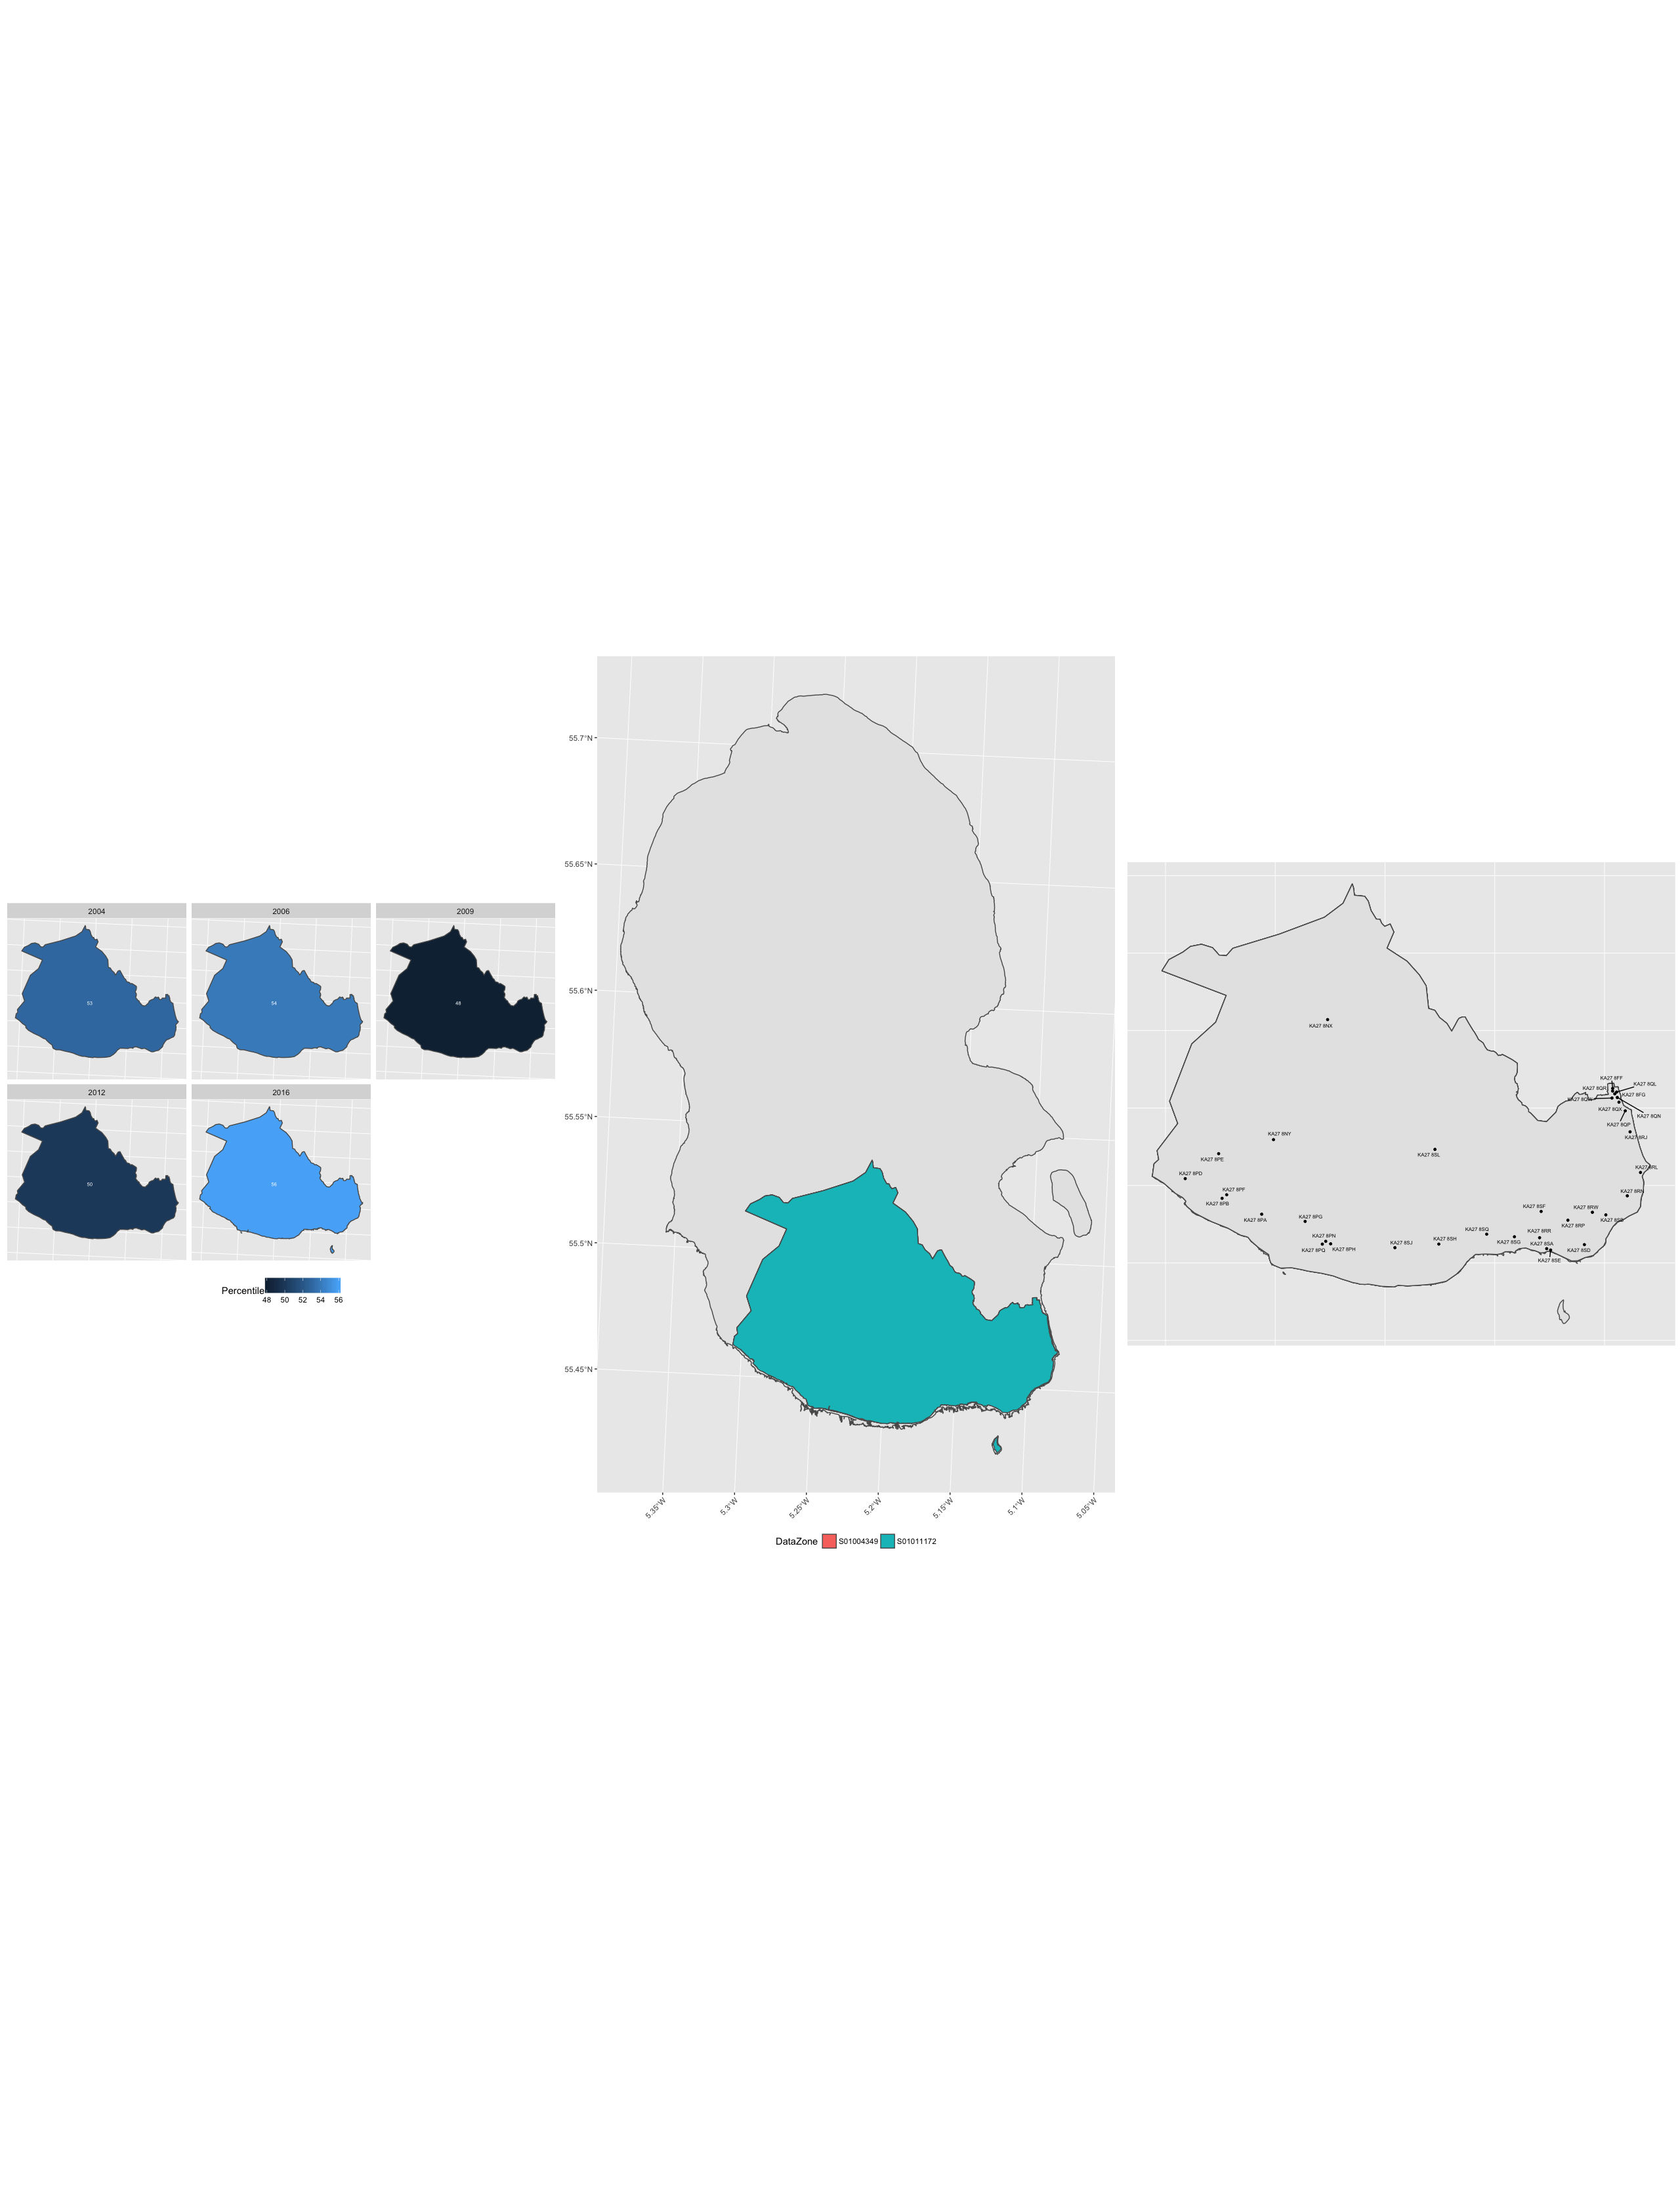 2004
2006
2009
53
54
48
2012
2016
50
56
Percentile
48 50 52 54 56
55.7°N
55.65°N
55.6°N
55.55°N
55.5°N
55.45°N
5.35°W
5.3°W
5.25°W
5.2°W
5.15°W
5.1°W
5.05°W
DataZone S01004349 S01011172
KA27 8NX
KA27 8FF
KA27 8QL
KA27 8QR
KA27 8FG
KA27 8QX
KA27 8QN
KA27 8QP
KA27 8RJ
KA27 8NY
KA27 8SL
KA27 8PE
KA27 8RL
KA27 8PD
KA27 8PF
KA27 8RN
KA27 8PB
KA27 8SF
KA27 8RW
KA27 8PA
KA27 8PG
KA27 8RP
KA27 8SQ
KA27 8RR
KA27 8PN
KA27 8SJ
KA27 8SH
KA27 8SG
KA27 8SA
KA27 8PQ
KA27 8PH
KA27 8SD
KA27 8SE